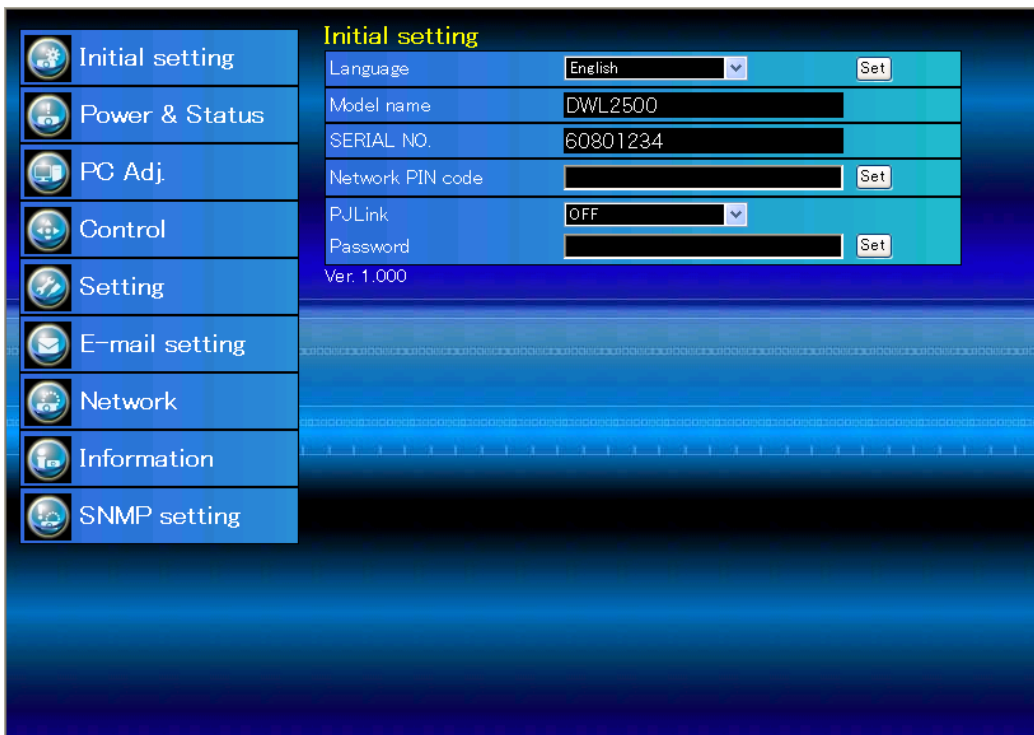 Initial setting
Power & Status
PC Adj.
Control
Setting
E-mail setting
Network
Information
SNMP setting
Initial setting
Language English Set
Model name DWL2500
SERIAL NO. 60801234
Network PIN code Set
PJLink OFF
Password Set
Ver. 1.000